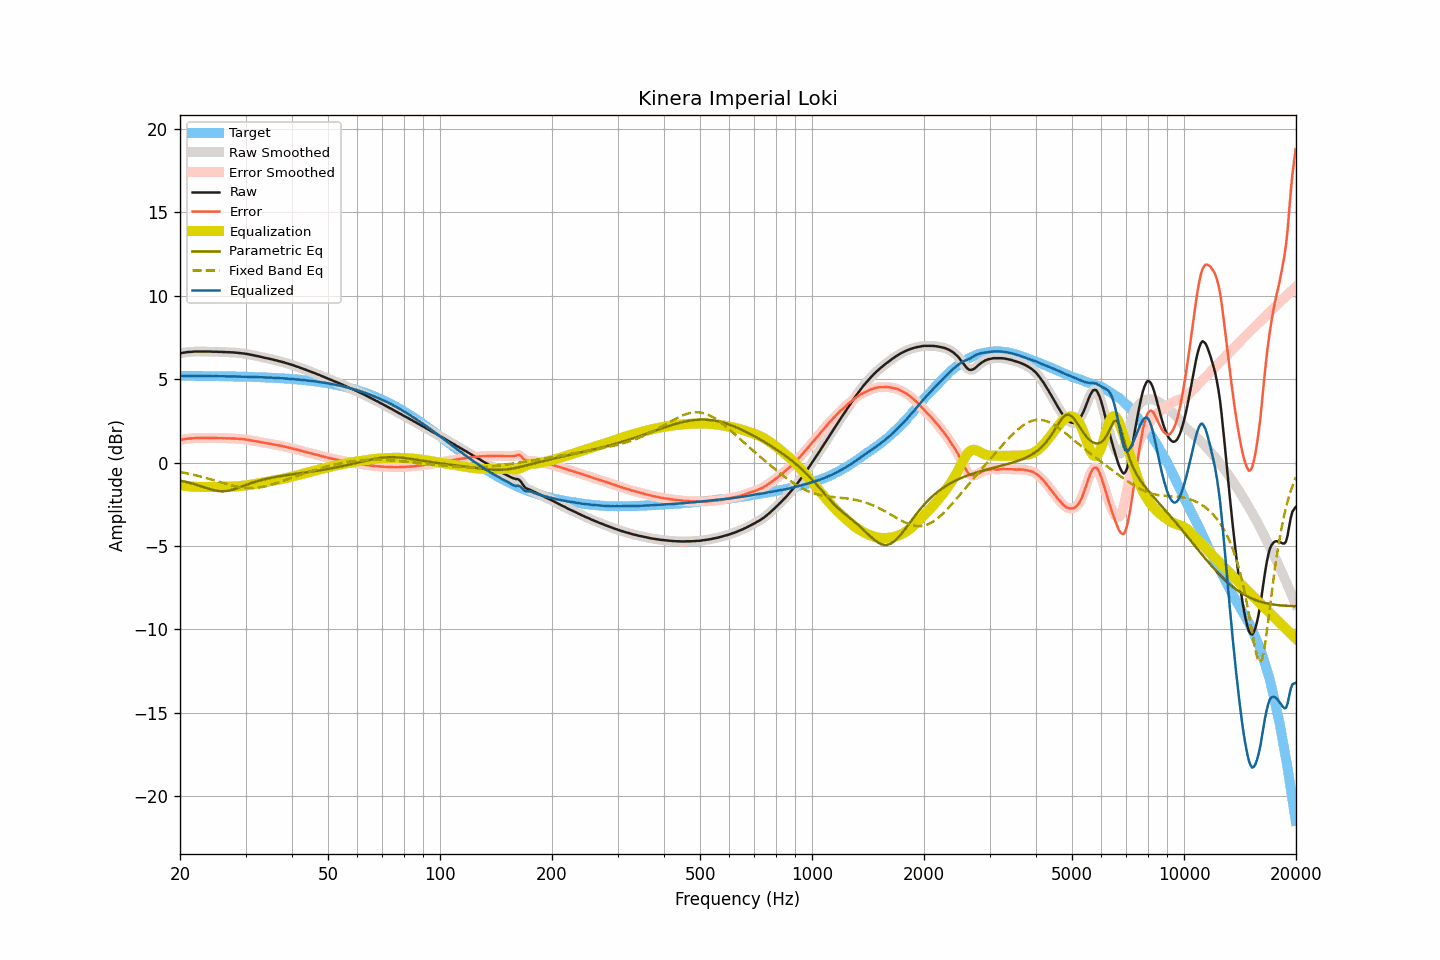 Kinera Imperial Loki
20
15
10
5
0
−5
−10
−15
−20
Amplitude (dBr)
Target
Raw Smoothed
Error Smoothed
Raw
Error
Equalization
Parametric Eq
Fixed Band Eq
Equalized
20 50 100 200 500 1000 2000 5000 10000 20000
Frequency (Hz)